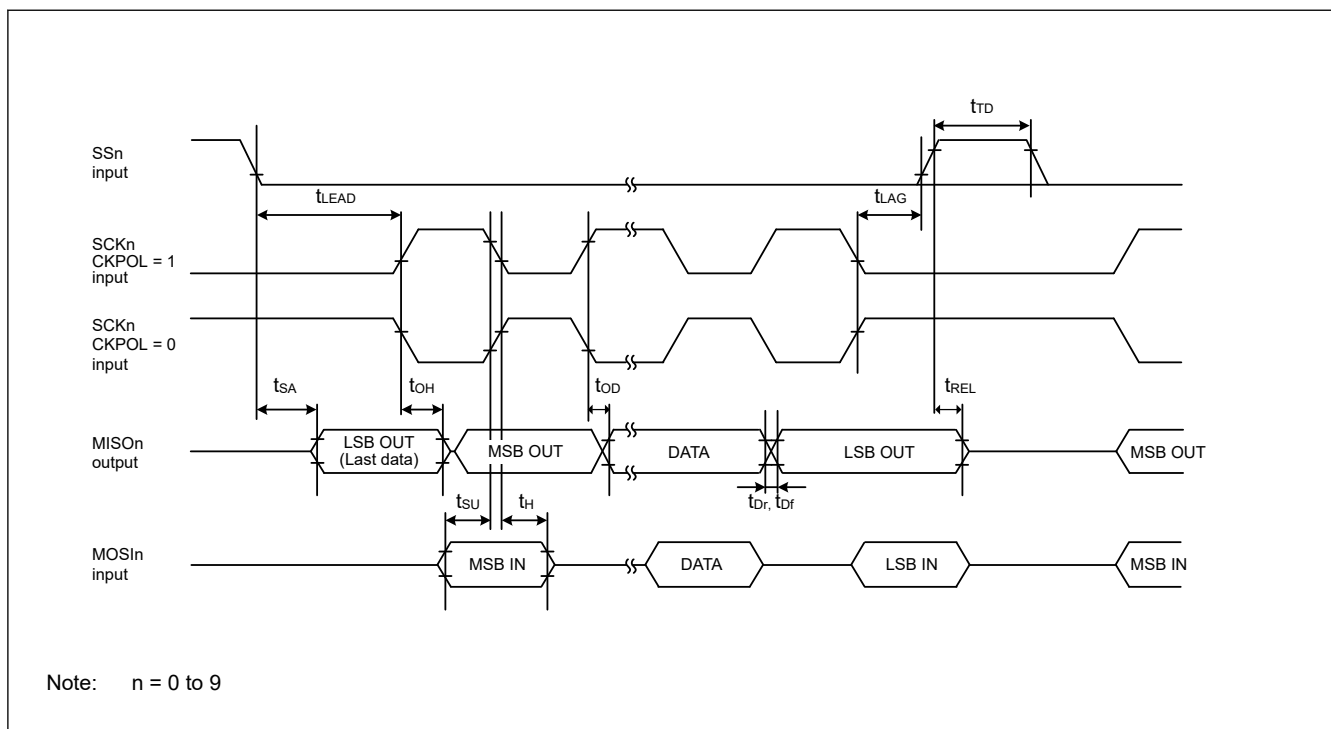 tTD
SSn
input
tLEAD
tLAG
SCKn
CKPOL = 1
input
SCKn
CKPOL = 0
input
tSA
tOH
tOD
tREL
MISOn
output
LSB OUT
(Last data)
MSB OUT
DATA
LSB OUT
MSB OUT
tSU
tH
tDr, tDf
MOSIn
input
MSB IN
DATA
LSB IN
MSB IN
Note: n = 0 to 9